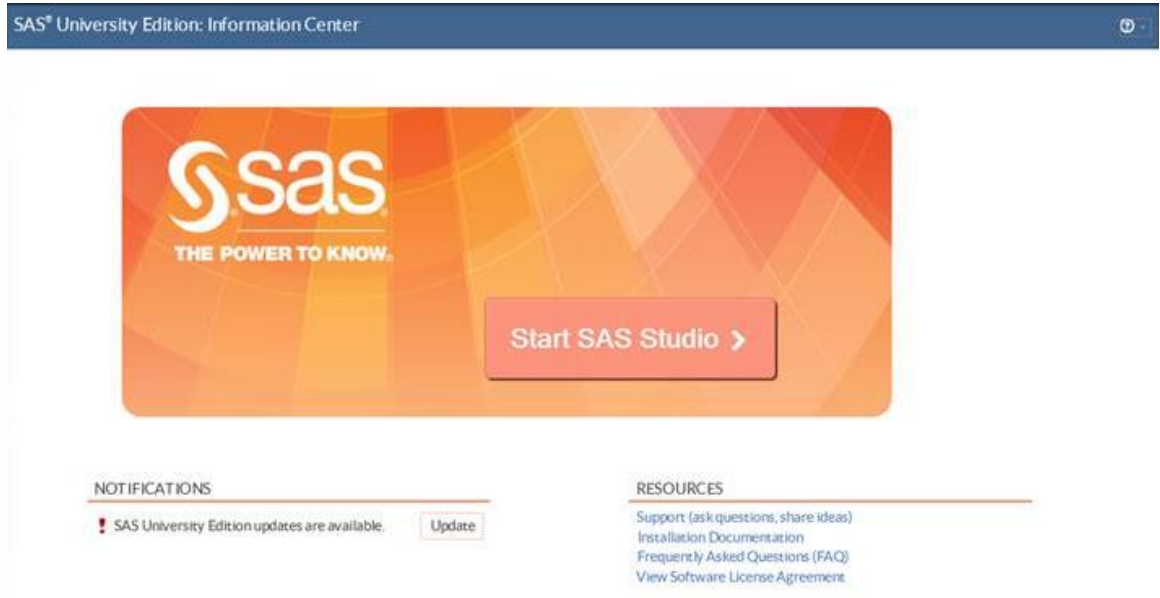 SAS® University Edition: Information Center
sas
THE POWER TO KNOW®
Start SAS Studio
NOTIFICATIONS
! SAS University Edition updates are available.
Update
RESOURCES
Support (ask questions, share ideas)
Installation Documentation
Frequently Asked Questions (FAQ)
View Software License Agreement